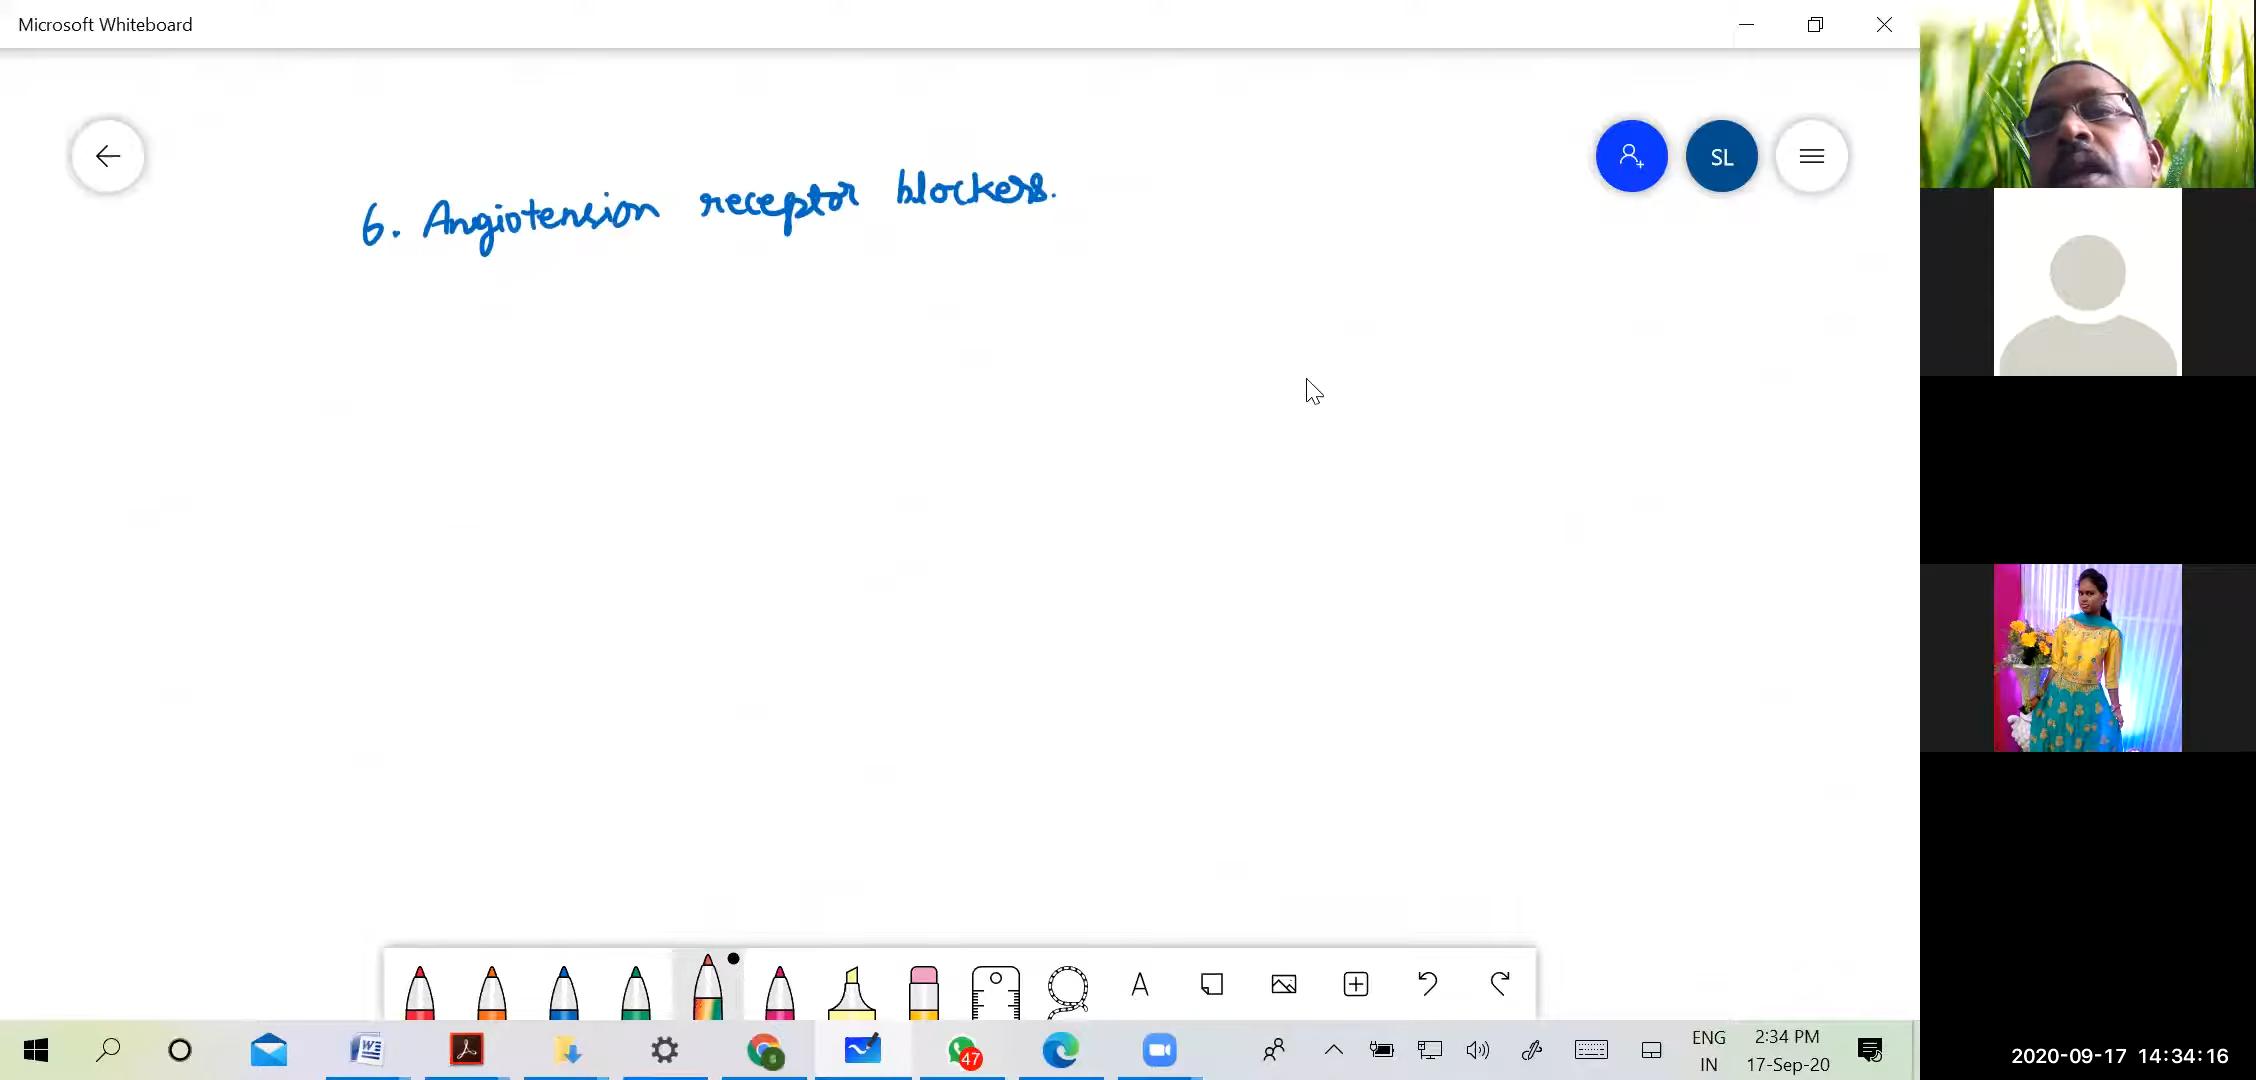 Microsoft Whiteboard
SL
6. Angiotension receptor blockers.
A
47
ENG
IN
2:34 PM
17-Sep-20
2020-09-17 14:34:16